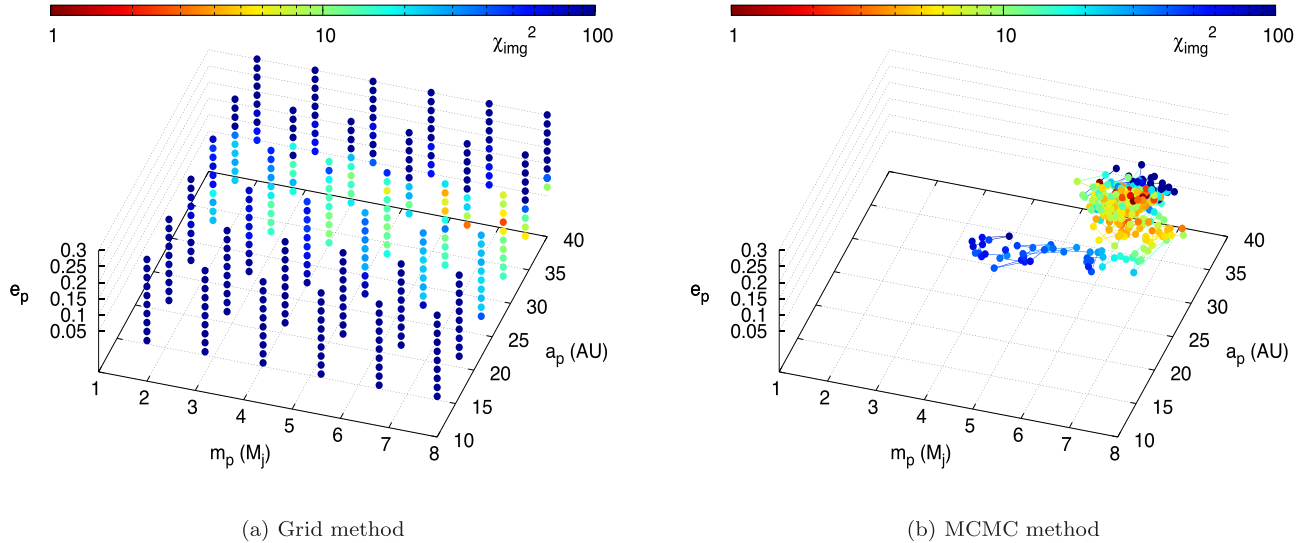 1 10 100
χimg²
0.3
0.25
0.2
0.15
0.1
0.05
ep
1 2 3 4 5 6 7 8
mp (Mj)
10 15 20 25 30 35 40
ap (AU)
(a) Grid method
1 10 100
χimg²
0.3
0.25
0.2
0.15
0.1
0.05
ep
1 2 3 4 5 6 7 8
mp (Mj)
10 15 20 25 30 35 40
ap (AU)
(b) MCMC method